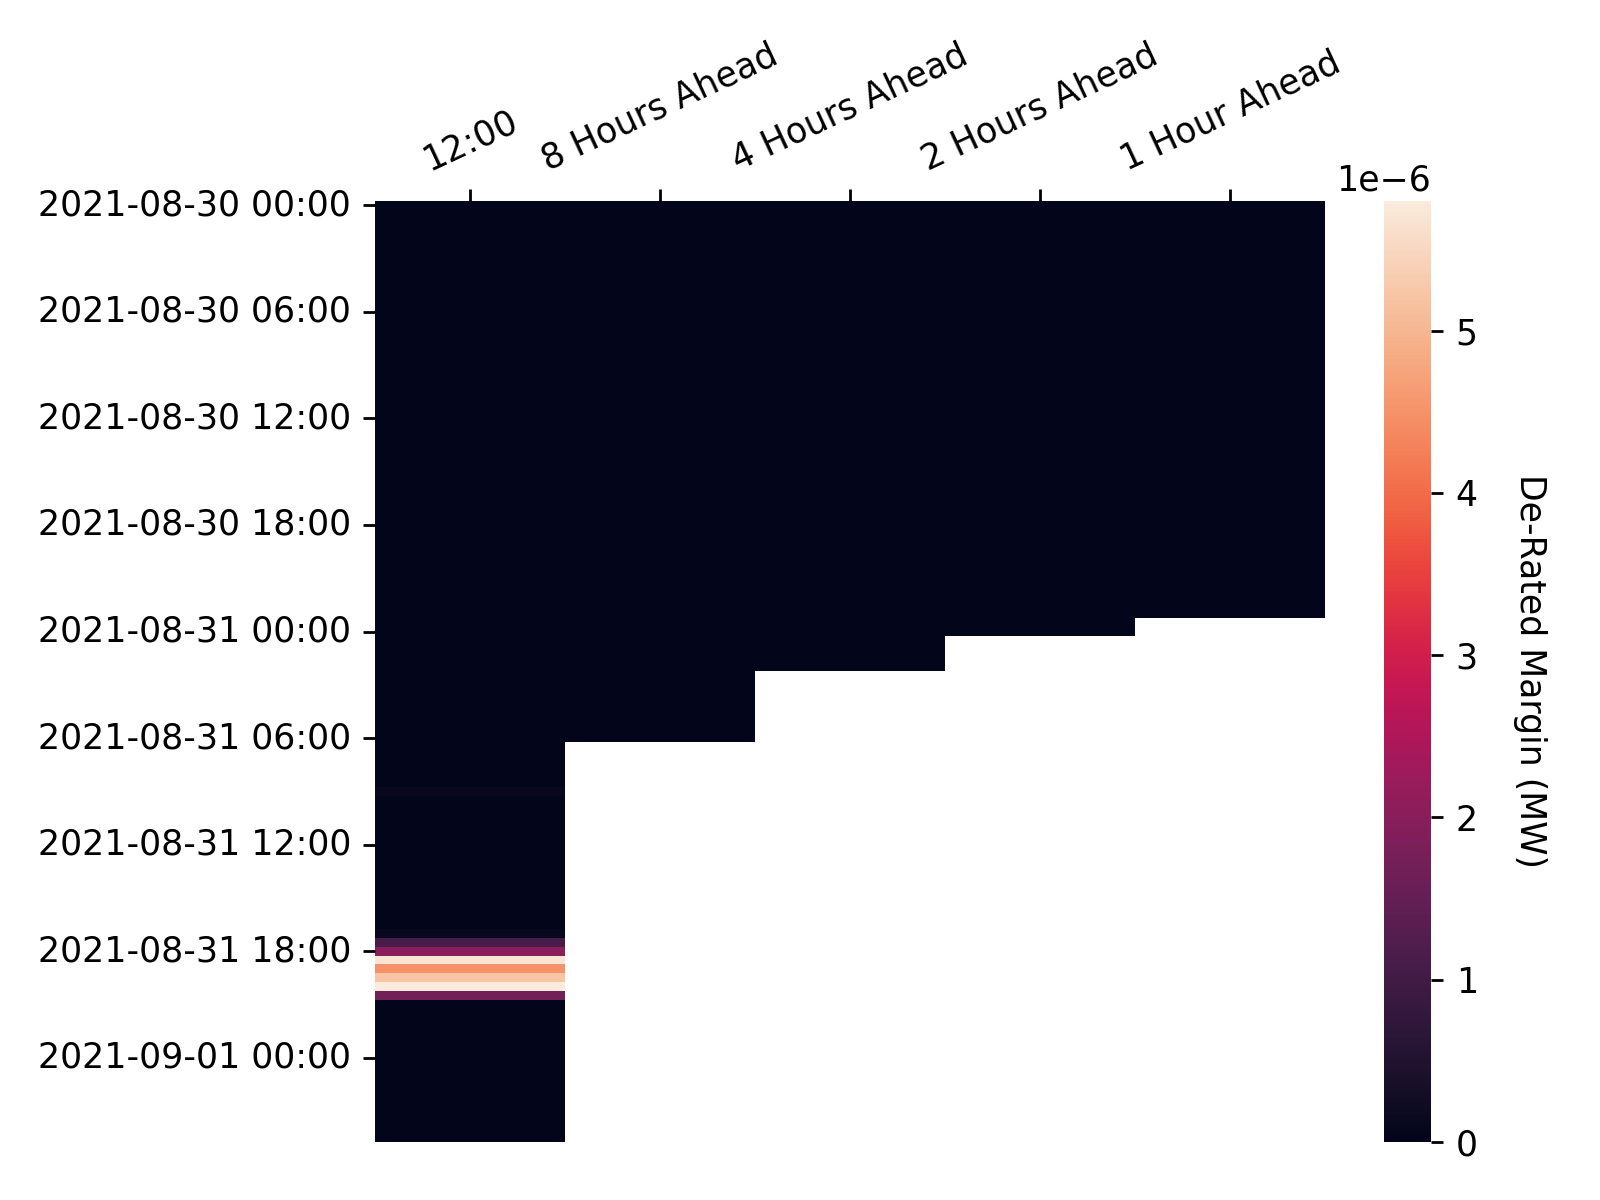 12:00
8 Hours Ahead
4 Hours Ahead
2 Hours Ahead
1 Hour Ahead
1e−6
2021-08-30 00:00
2021-08-30 06:00
2021-08-30 12:00
2021-08-30 18:00
2021-08-31 00:00
2021-08-31 06:00
2021-08-31 12:00
2021-08-31 18:00
2021-09-01 00:00
5
4
3
2
1
0
De-Rated Margin (MW)